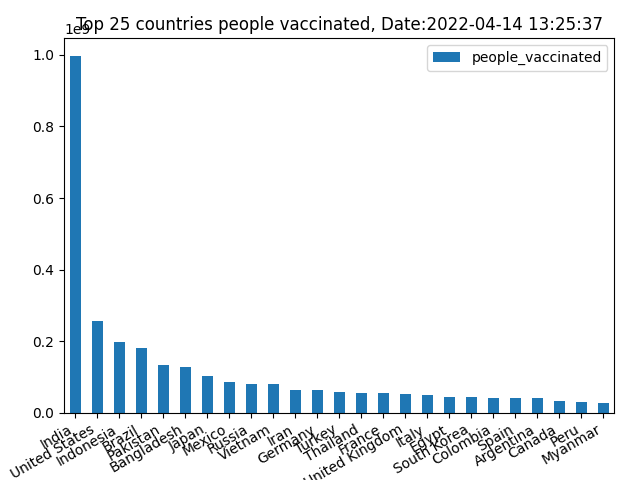 Top 25 countries people vaccinated, Date:2022-04-14 13:25:37
1e9
people_vaccinated
1.0
0.8
0.6
0.4
0.2
0.0
India
United States
Indonesia
Brazil
Pakistan
Bangladesh
Japan
Mexico
Russia
Vietnam
Iran
Germany
Turkey
Thailand
France
United Kingdom
Italy
Egypt
South Korea
Colombia
Spain
Argentina
Canada
Peru
Myanmar